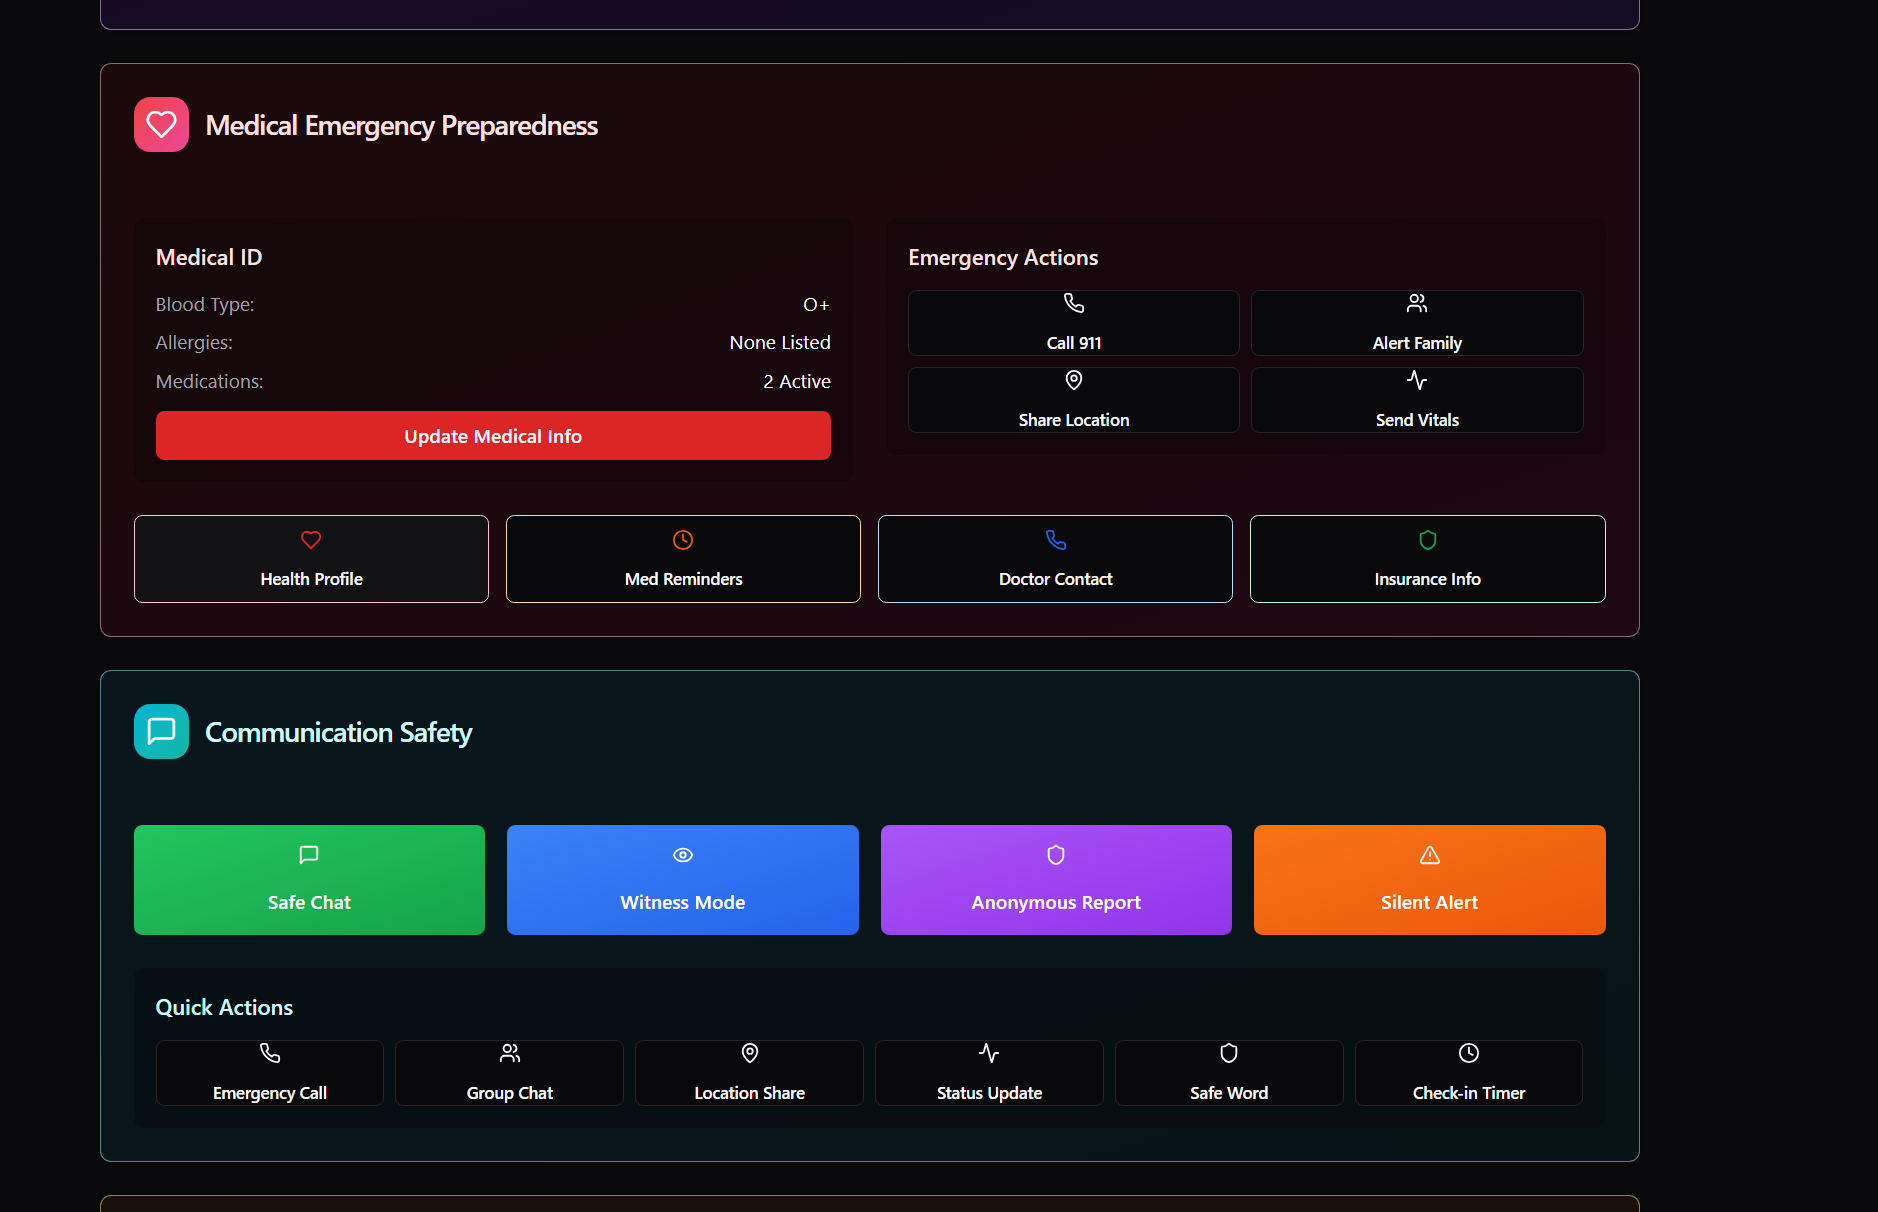 Medical Emergency Preparedness
Medical ID
Blood Type:
O+
Allergies:
None Listed
Medications:
2 Active
Update Medical Info
Emergency Actions
Call 911
Alert Family
Share Location
Send Vitals
Health Profile
Med Reminders
Doctor Contact
Insurance Info
Communication Safety
Safe Chat
Witness Mode
Anonymous Report
Silent Alert
Quick Actions
Emergency Call
Group Chat
Location Share
Status Update
Safe Word
Check-in Timer